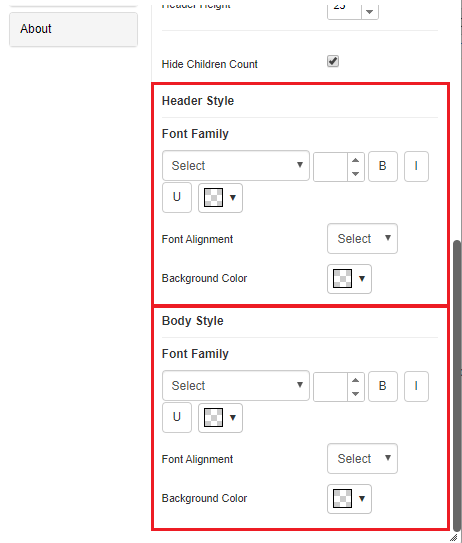 Header Height 25
About
Hide Children Count
Header Style
Font Family
Select B I
U
Font Alignment Select
Background Color
Body Style
Font Family
Select B I
U
Font Alignment Select
Background Color